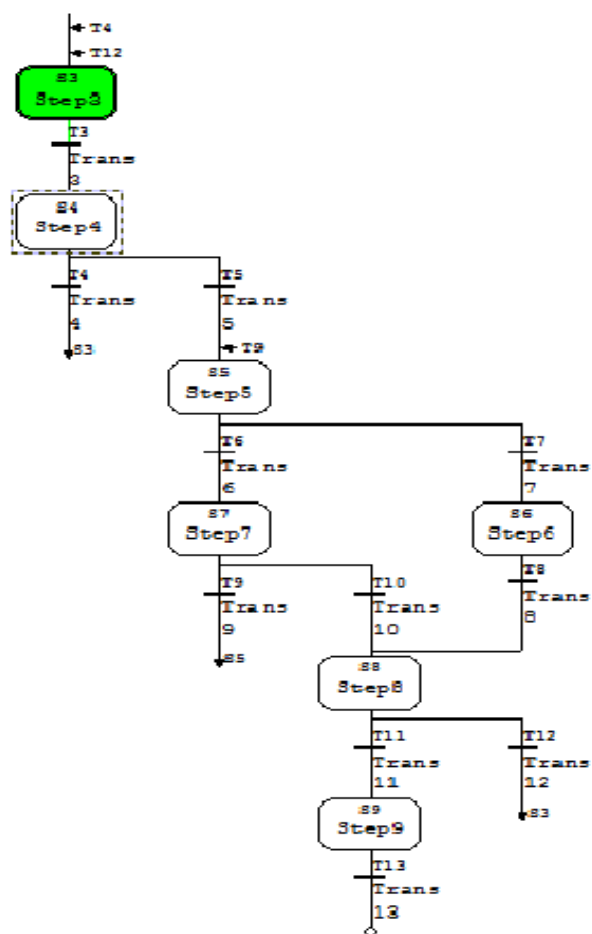 T4
T12
S3
Step3
T3
Trans
3
S4
Step4
T4
Trans
4
S3
T5
Trans
5
T9
S5
Step5
T6
Trans
6
T7
Trans
7
S7
Step7
S6
Step6
T9
Trans
9
S5
T10
Trans
10
T8
Trans
8
S8
Step8
T11
Trans
11
T12
Trans
12
S3
S9
Step9
T13
Trans
13